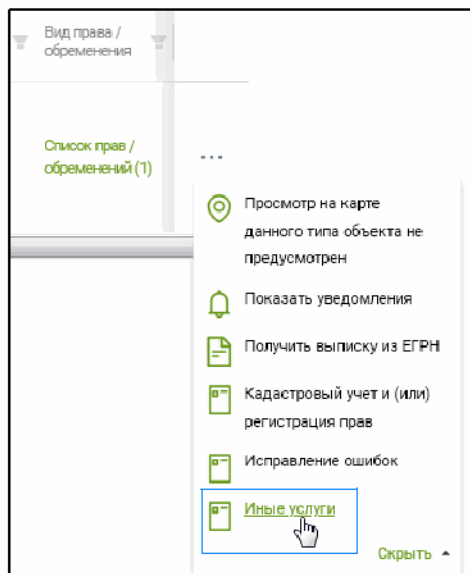 Вид права /
обременения
Список прав /
обременений (1)
...
Просмотр на карте
данного типа объекта не
предусмотрен
Показать уведомления
Получить выписку из ЕГРН
Кадастровый учет и (или)
регистрация прав
Исправление ошибок
Иные услуги
Скрыть